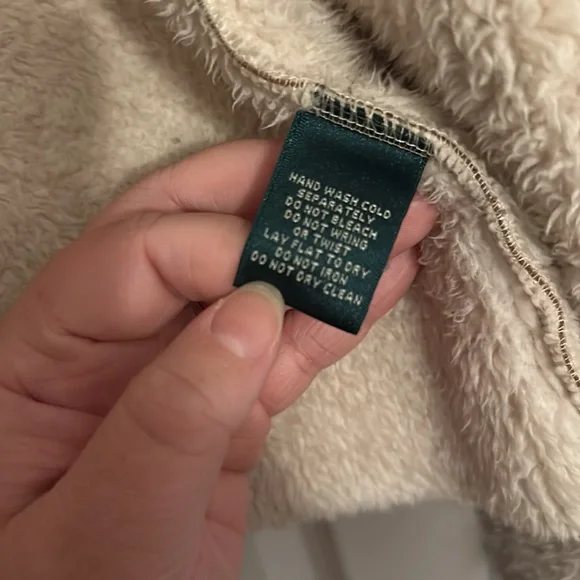 HAND WASH COLD
SEPARATELY
DO NOT BLEACH
DO NOT WRING
OR TWIST
LAY FLAT TO DRY
DO NOT IRON
DO NOT DRY CLEAN